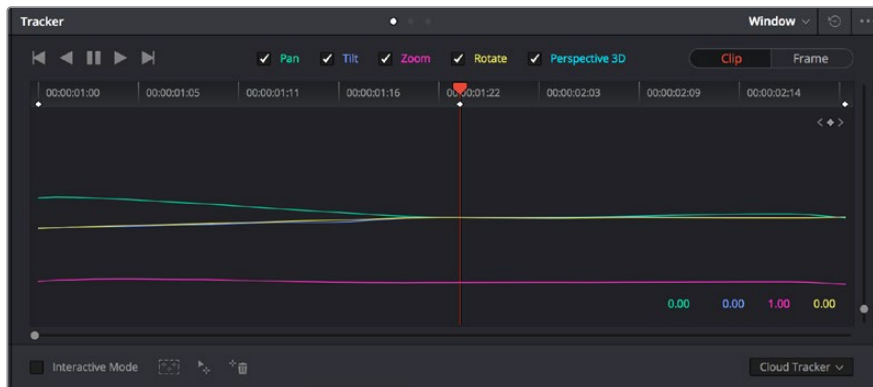 Tracker
Window
Pan Tilt Zoom Rotate Perspective 3D Clip Frame
00:00:01:00 00:00:01:05 00:00:01:11 00:00:01:16 00:00:01:22 00:00:02:03 00:00:02:09 00:00:02:14
0.00 0.00 1.00 0.00
Interactive Mode Cloud Tracker